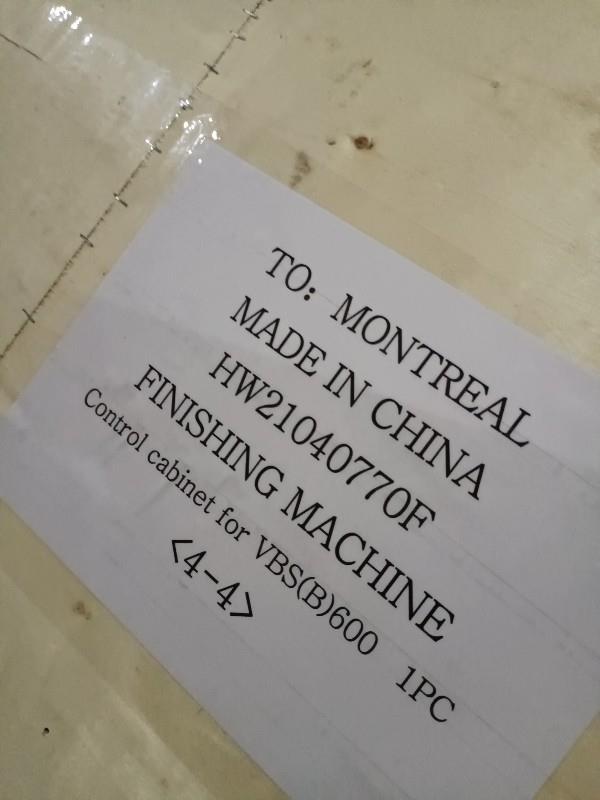 TO: MONTREAL
MADE IN CHINA
HW21040770F
FINISHING MACHINE
Control cabinet for VBS(B)600 1PC
<4-4>